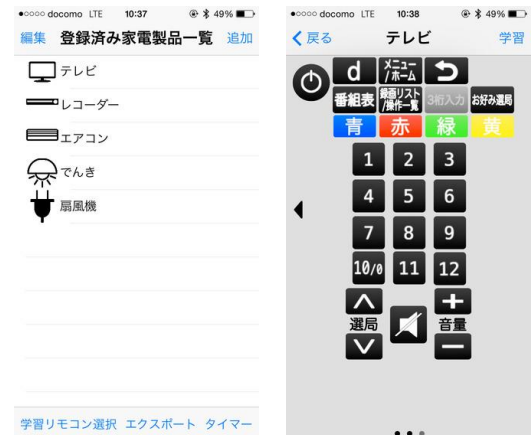 docomo LTE 10:37 49%
編集 登録済み家電製品一覧 追加
テレビ
レコーダー
エアコン
でんき
扇風機
学習リモコン選択 エクスポート タイマー
docomo LTE 10:38 49%
戻る テレビ 学習
d メニュー/ホーム
番組表 録画リスト/操作一覧 3桁入力 お好み選局
青 赤 緑 黄
1 2 3
4 5 6
7 8 9
10/0 11 12
選局 音量